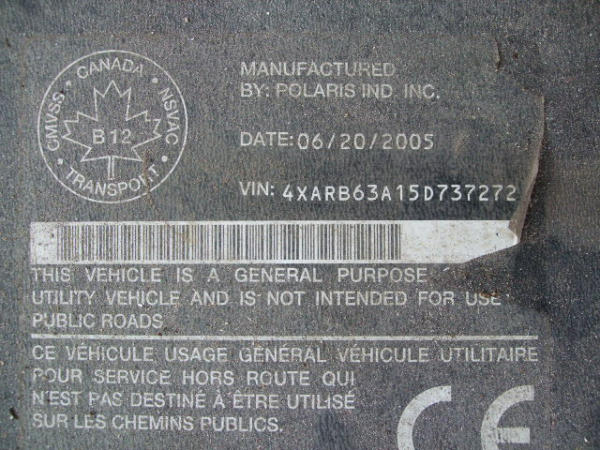 CANADA
CMVSS
NSVAC
B127
TRANSPORT
MANUFACTURED
BY: POLARIS IND. INC.
DATE: 06/20/2005
VIN: 4XARB63A15D737272
THIS VEHICLE IS A GENERAL PURPOSE
UTILITY VEHICLE AND IS NOT INTENDED FOR USE
PUBLIC ROADS
CE VÉHICULE USAGE GÉNÉRAL VÉHICULE UTILITAIRE
POUR SERVICE HORS ROUTE QUI
N'EST PAS DESTINÉ À ÊTRE UTILISÉ
SUR LES CHEMINS PUBLICS.
CE